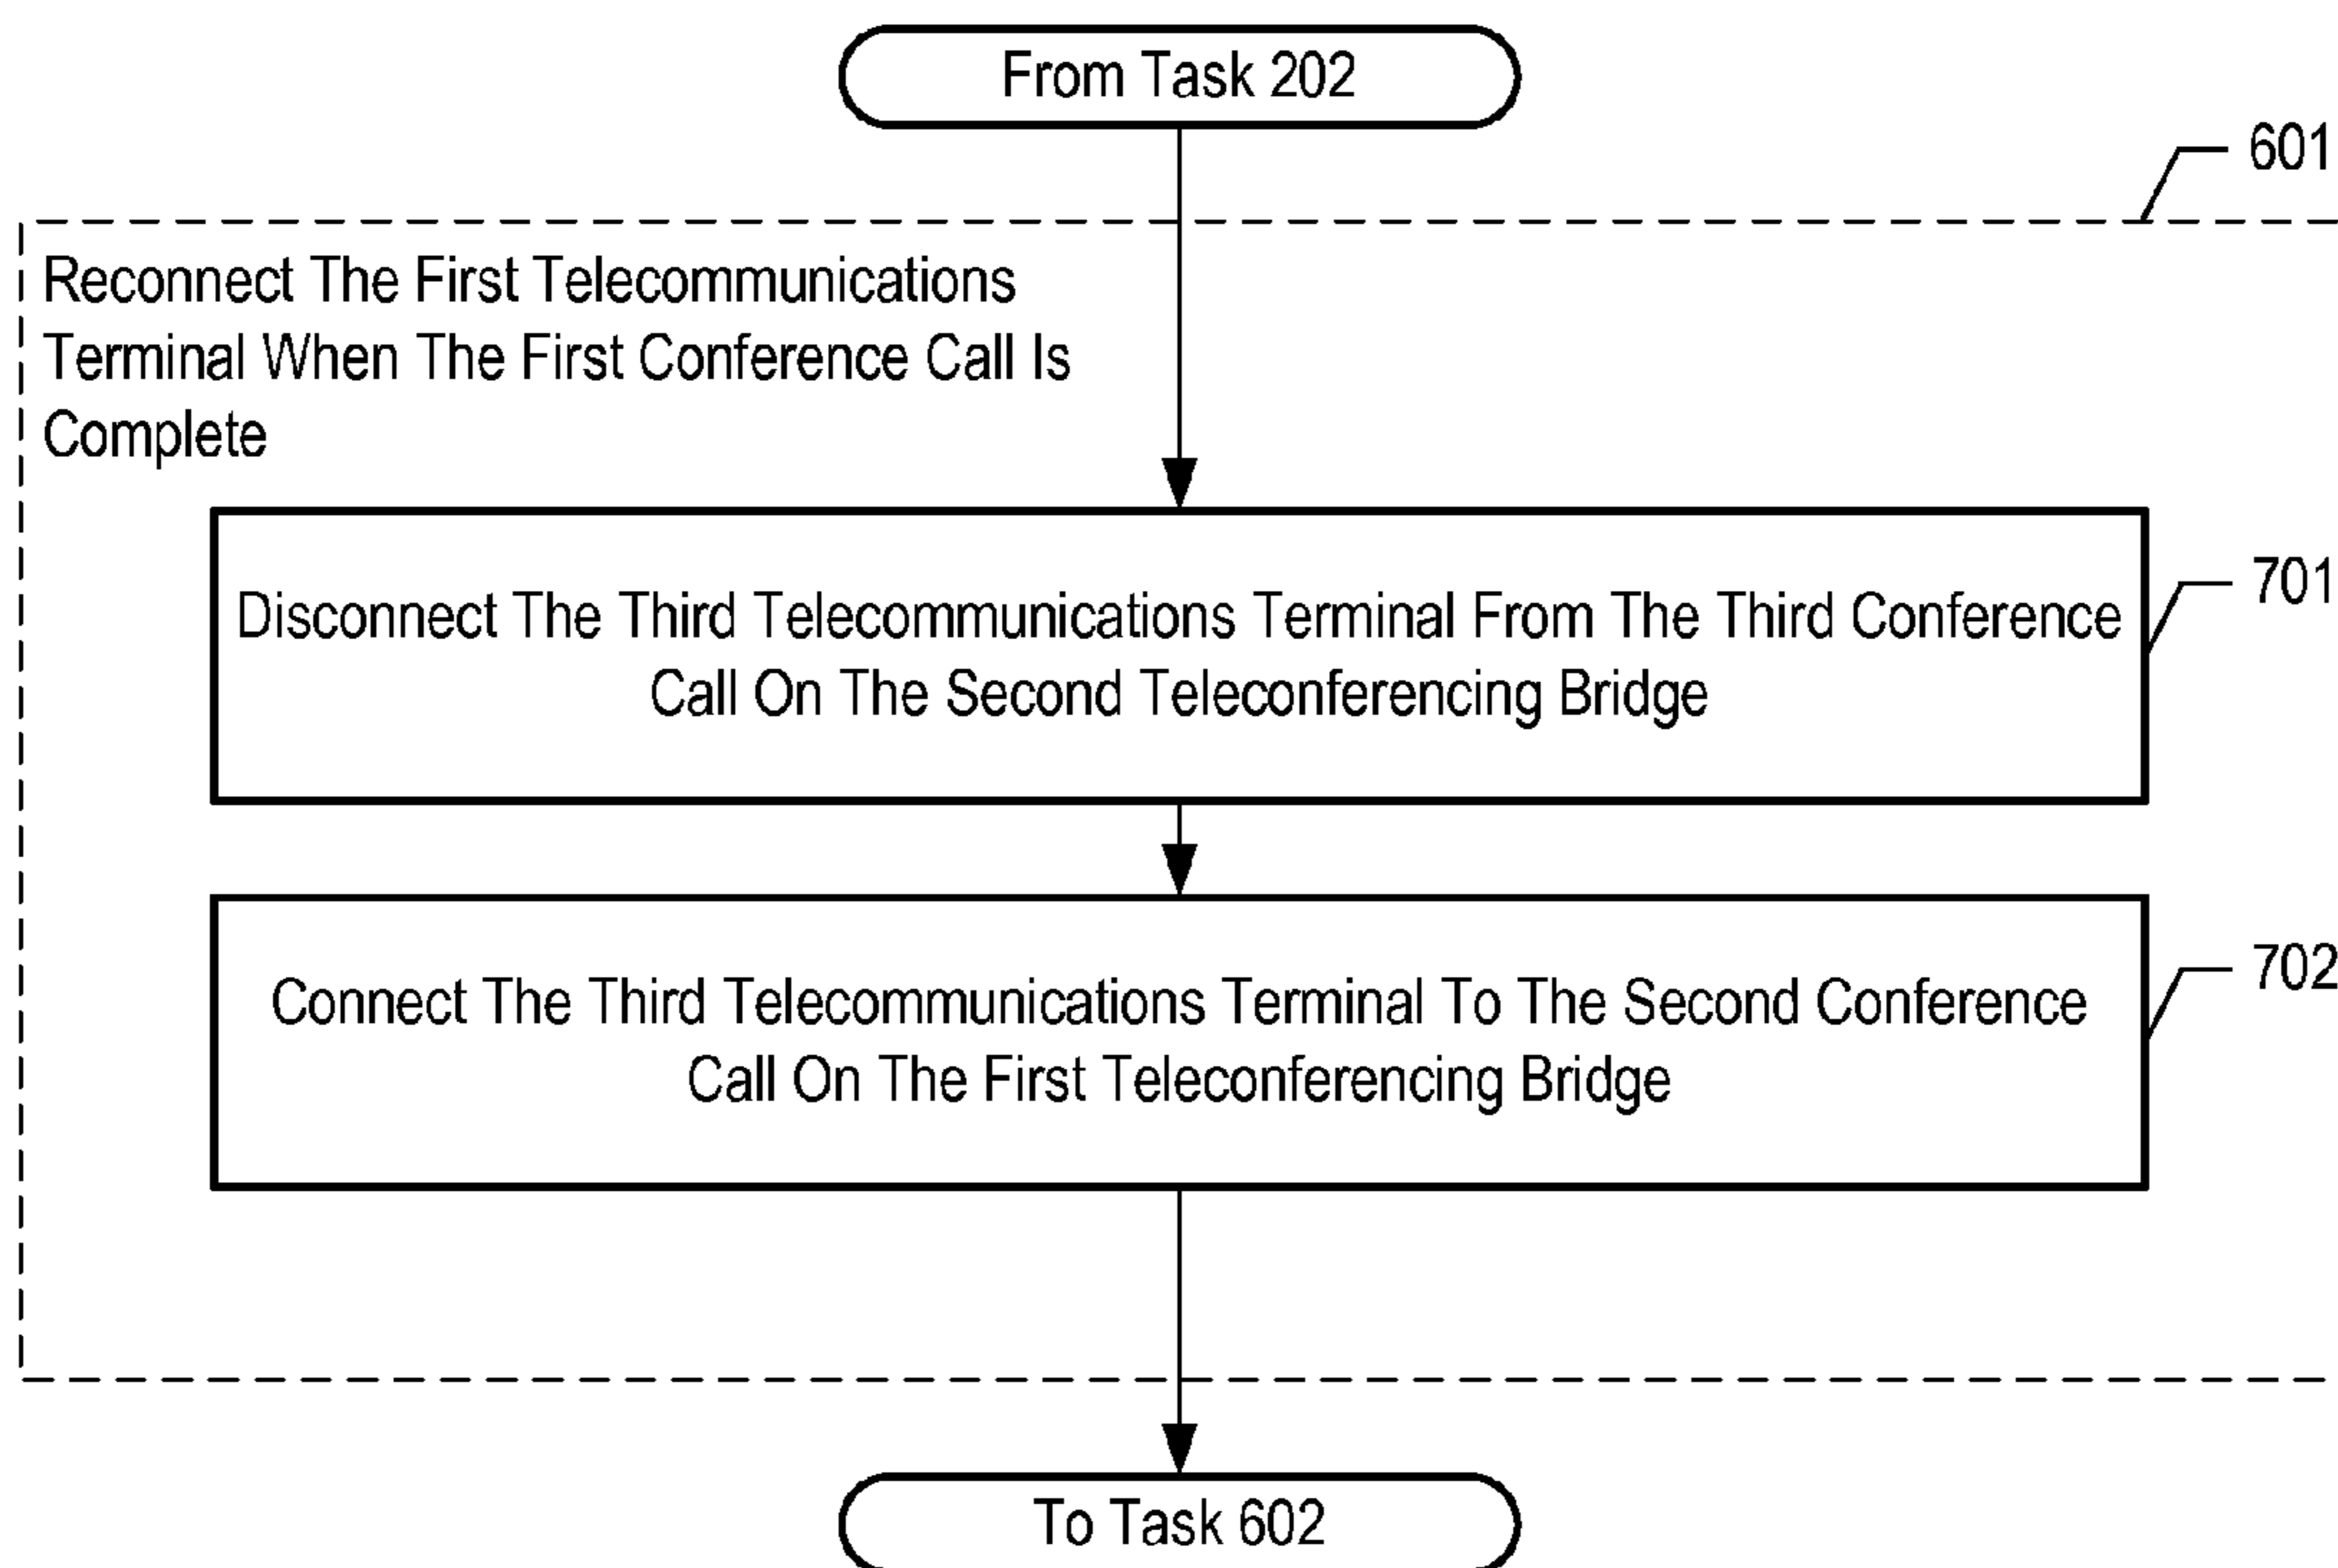 From Task 202
601
Reconnect The First Telecommunications
Terminal When The First Conference Call Is
Complete
701
Disconnect The Third Telecommunications Terminal From The Third Conference
Call On The Second Teleconferencing Bridge
702
Connect The Third Telecommunications Terminal To The Second Conference
Call On The First Teleconferencing Bridge
To Task 602